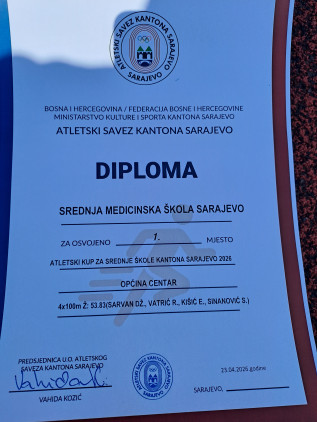 ATLETSKI SAVEZ KANTONA SARAJEVO
SARAJEVO
BOSNA I HERCEGOVINA / FEDERACIJA BOSNE I HERCEGOVINE
MINISTARSTVO KULTURE I SPORTA KANTONA SARAJEVO
ATLETSKI SAVEZ KANTONA SARAJEVO
DIPLOMA
SREDNJA MEDICINSKA ŠKOLA SARAJEVO
ZA OSVOJENO 1. MJESTO
ATLETSKI KUP ZA SREDNJE ŠKOLE KANTONA SARAJEVO 2026
OPĆINA CENTAR
4x100m Ž: 53.83(SARVAN DŽ., VATRIĆ R., KIŠIĆ E., SINAKOVIĆ S.)
PREDSJEDNICA U.O. ATLETSKOG
SAVEZA KANTONA SARAJEVO
VAHIDA KOZIĆ
23.04.2026 godine
SARAJEVO,